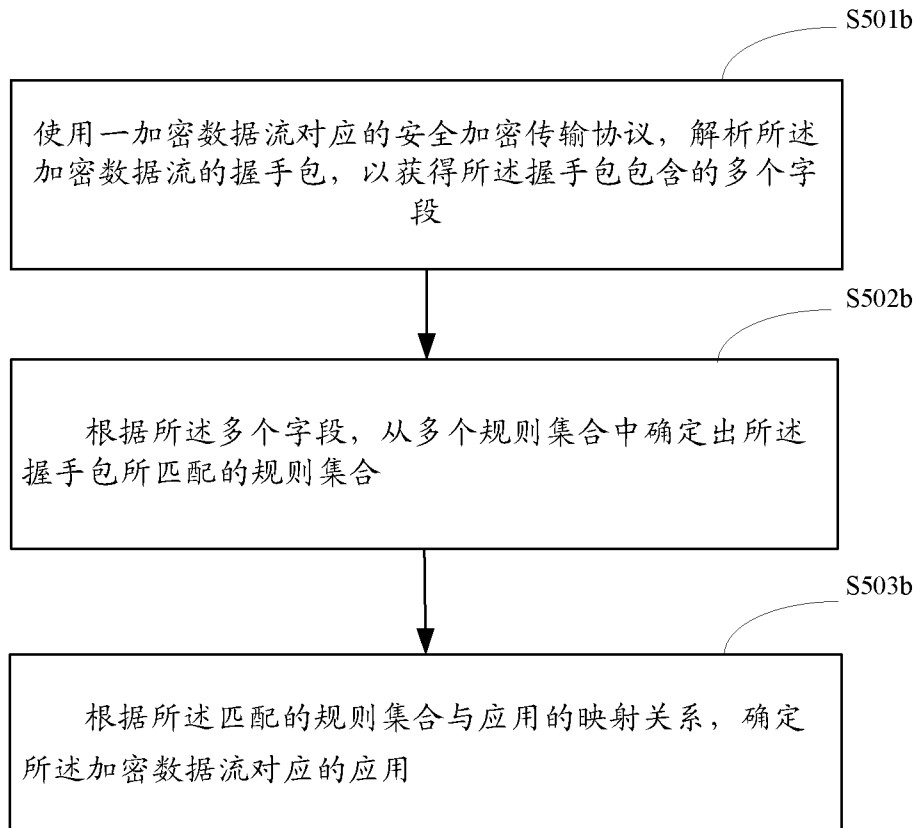 S501b
使用一加密数据流对应的安全加密传输协议，解析所述
加密数据流的握手包，以获得所述握手包包含的多个字
段
S502b
根据所述多个字段，从多个规则集合中确定出所述
握手包所匹配的规则集合
S503b
根据所述匹配的规则集合与应用的映射关系，确定
所述加密数据流对应的应用